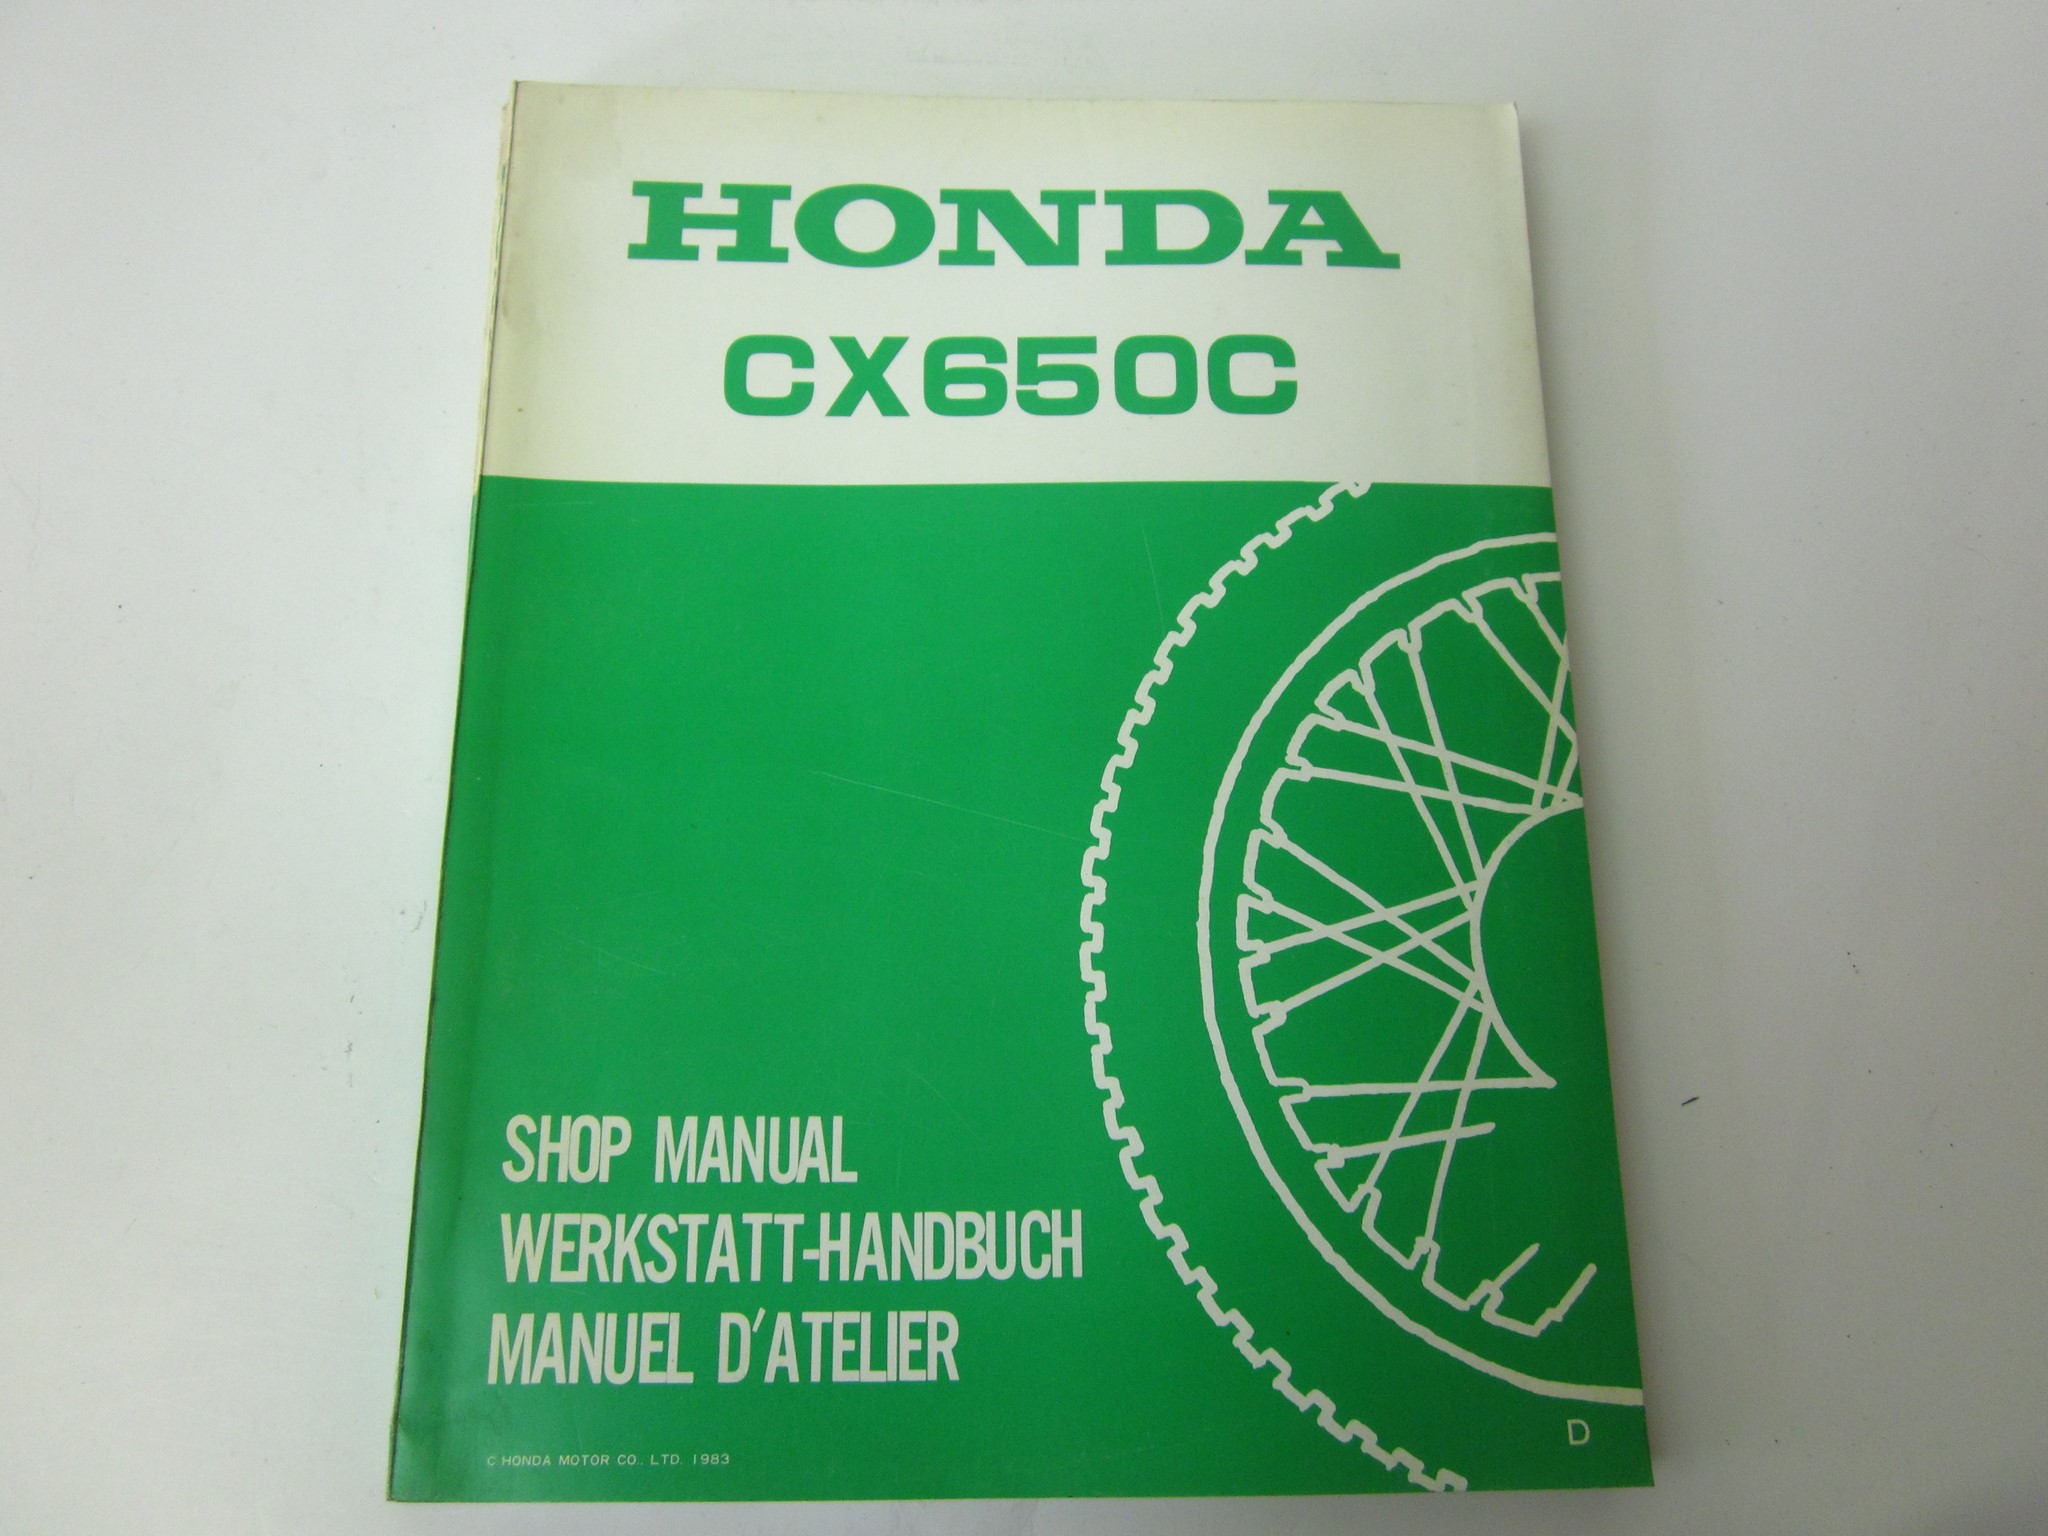 HONDA
CX650C
SHOP MANUAL
WERKSTATT-HANDBUCH
MANUEL D'ATELIER
D
C HONDA MOTOR CO., LTD. 1983